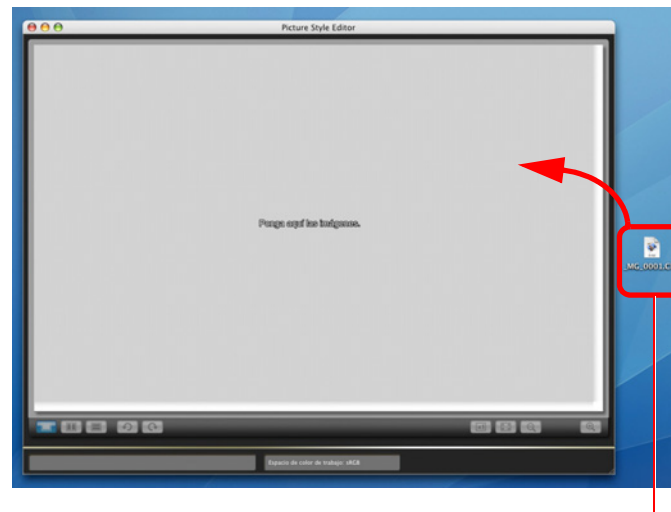 Picture Style Editor
Ponga aquí las imágenes.
_MG_0001.C
Espacio de color de trabajo: sRGB